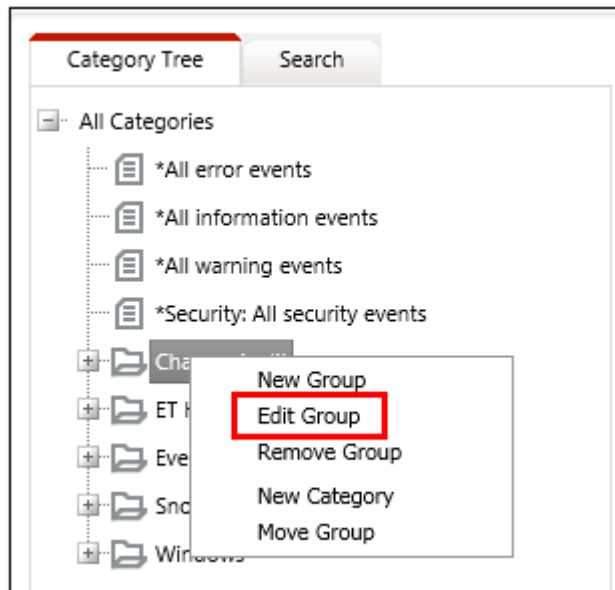 Category Tree
Search
All Categories
*All error events
*All information events
*All warning events
*Security: All security events
New Group
ET
Edit Group
Remove Group
New Category
Move Group